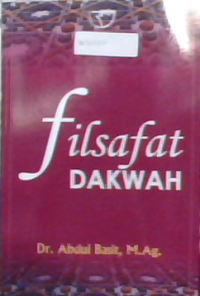 filsafat
DAKWAH
Dr. Abdul Basit, M.Ag.